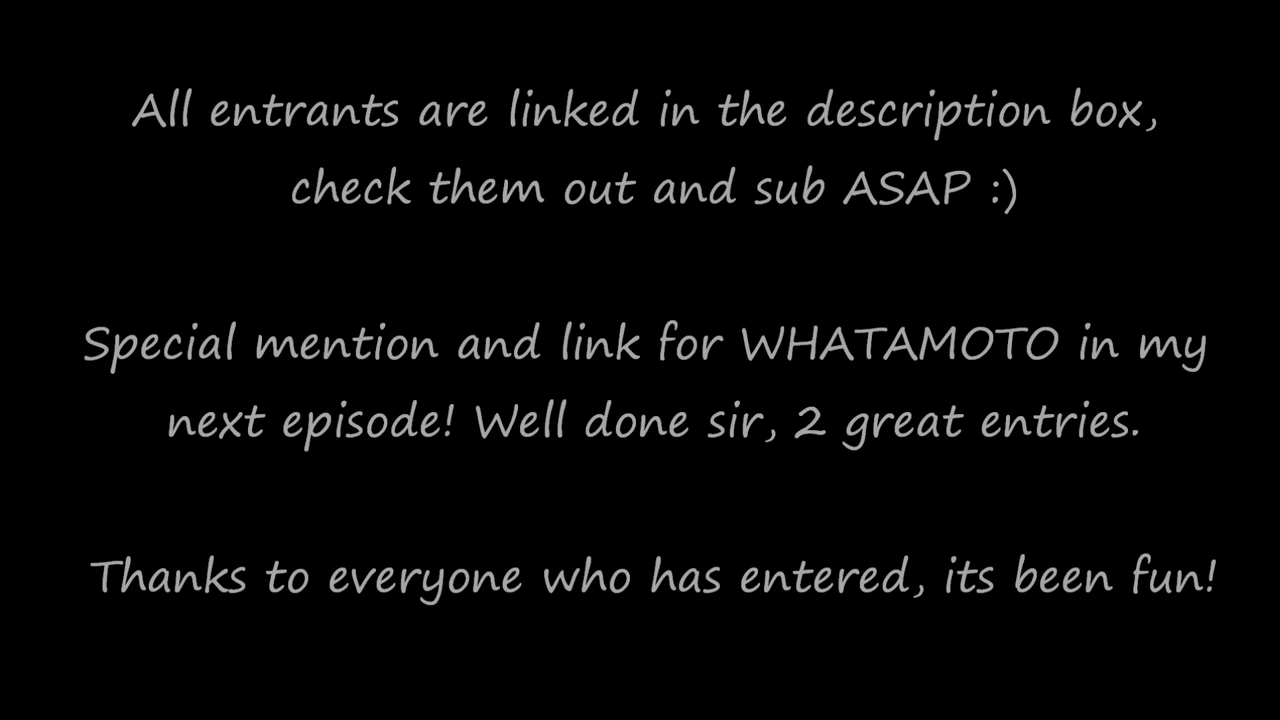 All entrants are linked in the description box,
check them out and sub ASAP :)
Special mention and link for WHATAMOTO in my
next episode! Well done sir, 2 great entries.
Thanks to everyone who has entered, its been fun!